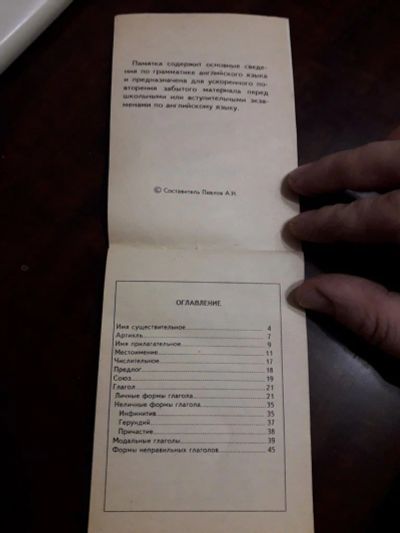 Памятка содержит основные сведе-
ния по грамматике английского языка
и предназначена для ускоренного по-
вторения забытого материала перед
школьными или вступительными экза-
менами по английскому языку.
© Составитель Павлов А.Н.
ОГЛАВЛЕНИЕ
Имя существительное 4
Артикль 7
Имя прилагательное 9
Местоимение 11
Числительное 17
Предлог 18
Союз 19
Глагол 21
Личные формы глагола 21
Неличные формы глагола 35
Инфинитив 35
Герундий 37
Причастие 38
Модальные глаголы 39
Формы неправильных глаголов 45